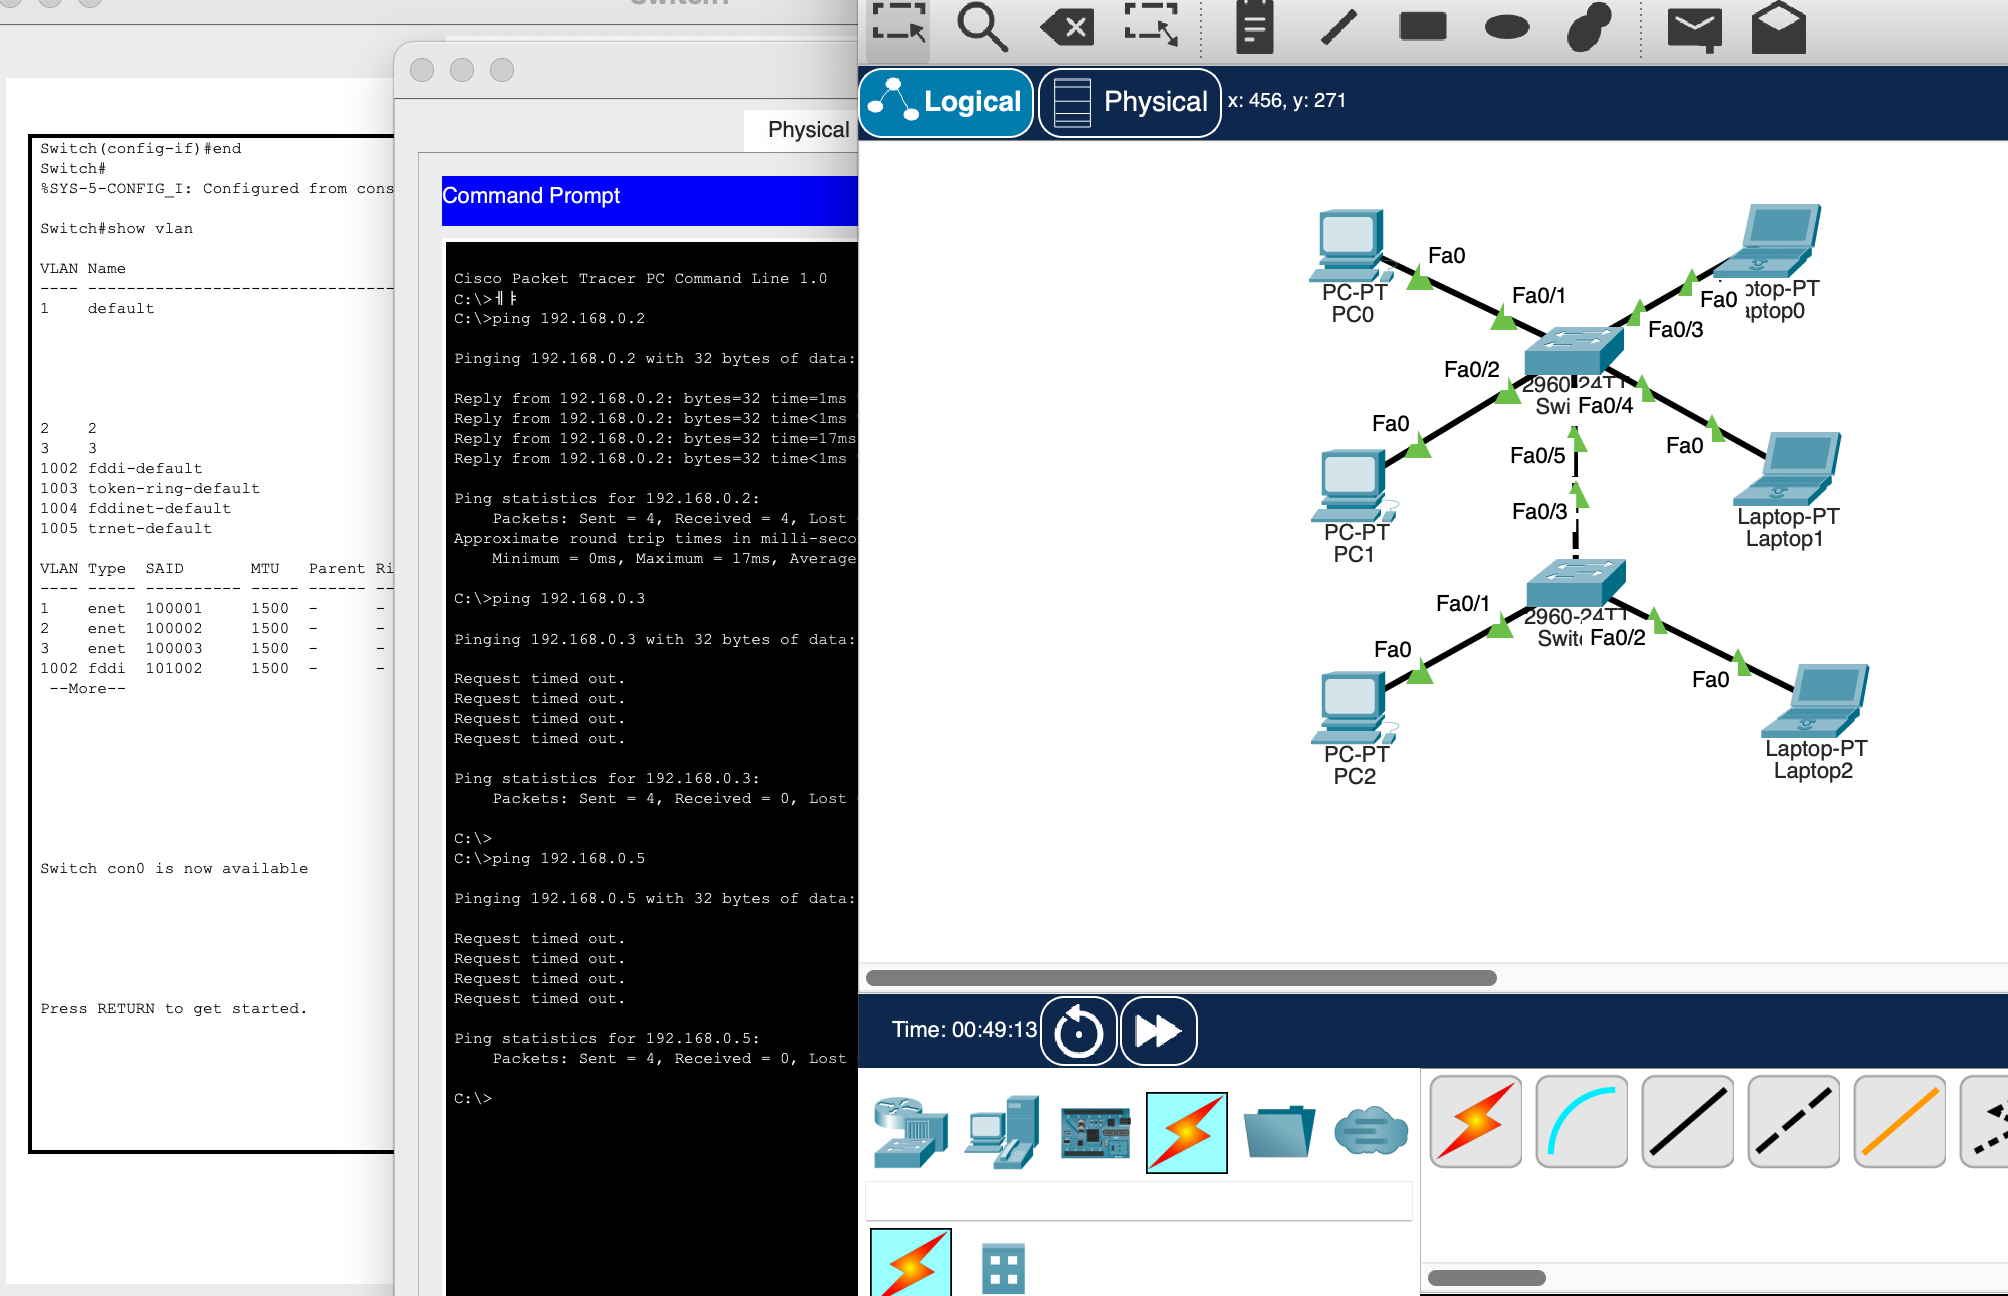 Switch(config-if)#end
Switch#
%SYS-5-CONFIG_I: Configured from cons
Switch#show vlan
VLAN Name
---- --------------------------------
1    default
2    2
3    3
1002 fddi-default
1003 token-ring-default
1004 fddinet-default
1005 trnet-default
VLAN Type  SAID       MTU   Parent Ri
---- ----- ---------- ----- ------ --
1    enet  100001     1500  -      -
2    enet  100002     1500  -      -
3    enet  100003     1500  -      -
1002 fddi  101002     1500  -      -
 --More--
Switch con0 is now available
Press RETURN to get started.
Physical
Command Prompt
Cisco Packet Tracer PC Command Line 1.0
C:\>ㅔㅑ
C:\>ping 192.168.0.2
Pinging 192.168.0.2 with 32 bytes of data:
Reply from 192.168.0.2: bytes=32 time=1ms
Reply from 192.168.0.2: bytes=32 time<1ms
Reply from 192.168.0.2: bytes=32 time=17ms
Reply from 192.168.0.2: bytes=32 time<1ms
Ping statistics for 192.168.0.2:
    Packets: Sent = 4, Received = 4, Lost
Approximate round trip times in milli-seco
    Minimum = 0ms, Maximum = 17ms, Average
C:\>ping 192.168.0.3
Pinging 192.168.0.3 with 32 bytes of data:
Request timed out.
Request timed out.
Request timed out.
Request timed out.
Ping statistics for 192.168.0.3:
    Packets: Sent = 4, Received = 0, Lost
C:\>
C:\>ping 192.168.0.5
Pinging 192.168.0.5 with 32 bytes of data:
Request timed out.
Request timed out.
Request timed out.
Request timed out.
Ping statistics for 192.168.0.5:
    Packets: Sent = 4, Received = 0, Lost
C:\>
Logical
Physical
x: 456, y: 271
Fa0
PC-PT
PC0
Fa0/1
Fa0
ptop-PT
aptop0
Fa0/3
Fa0/2
2960-24TT
Swi
Fa0/4
Fa0
PC-PT
PC1
Fa0
Laptop-PT
Laptop1
Fa0/5
Fa0/3
Fa0/1
2960-24TT
Swit
Fa0/2
Fa0
PC-PT
PC2
Fa0
Laptop-PT
Laptop2
Time: 00:49:13